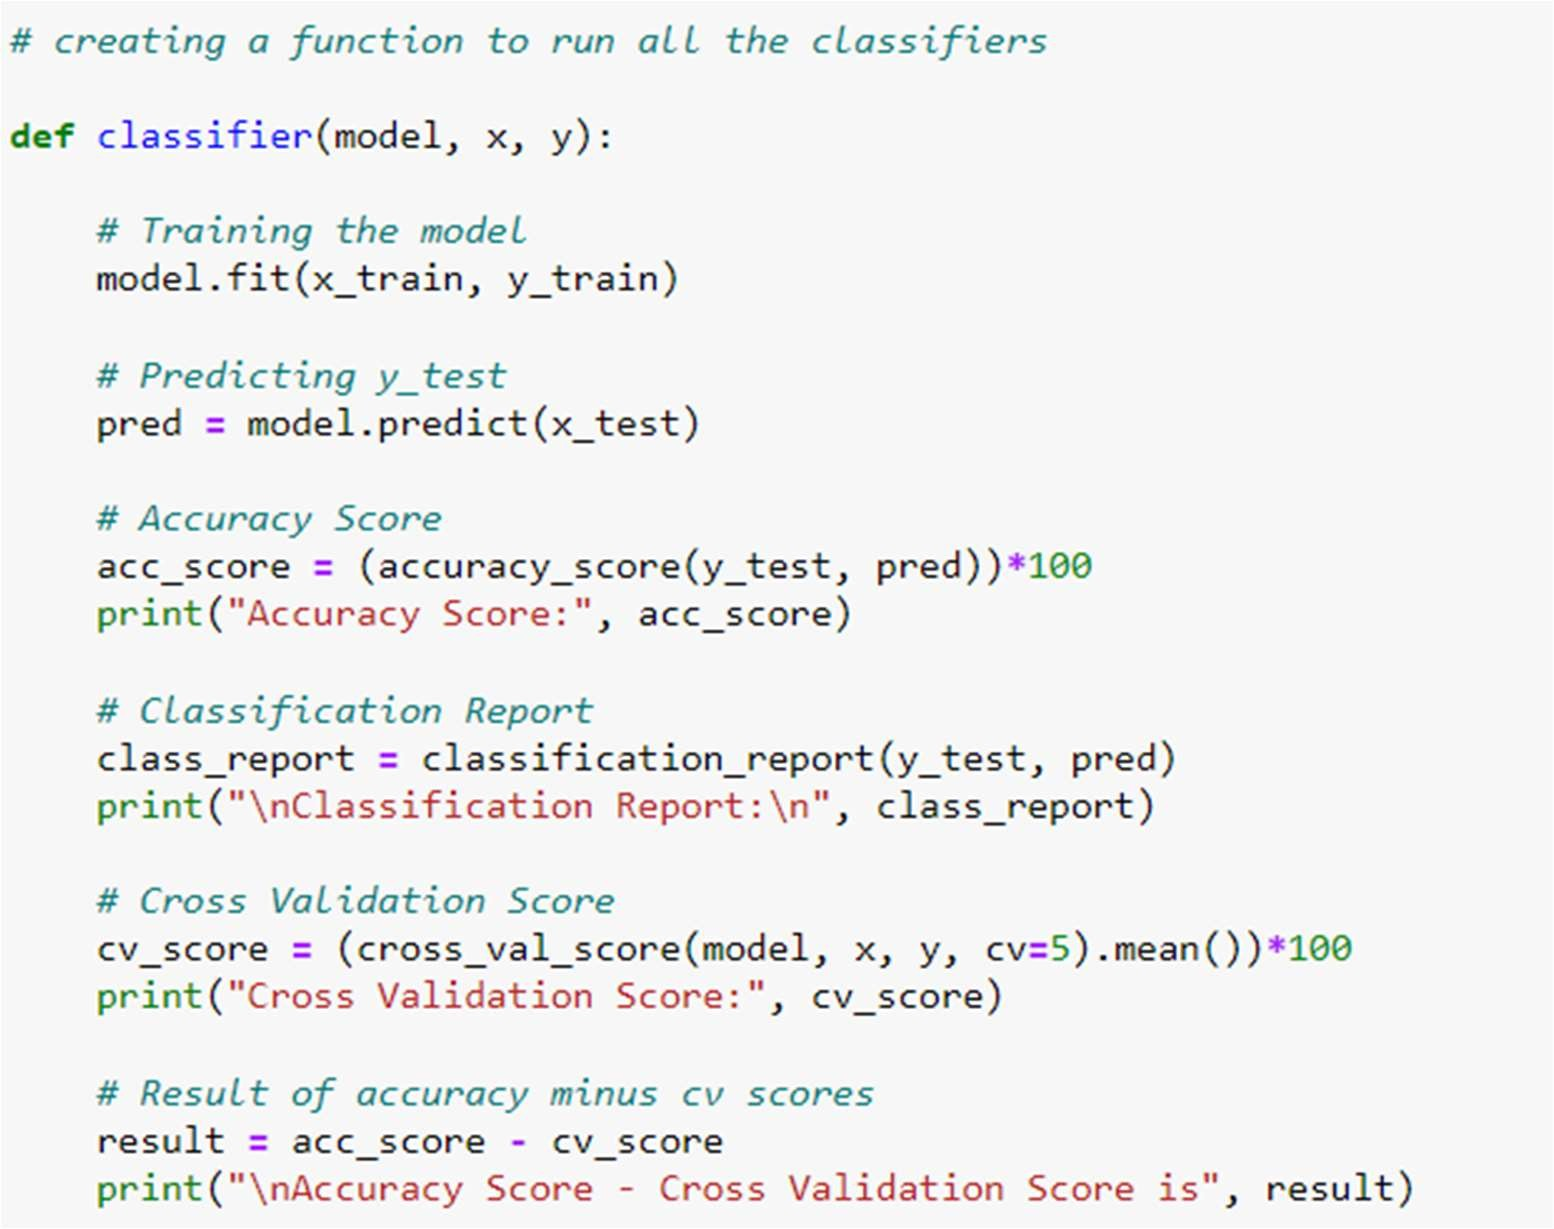 # creating a function to run all the classifiers
def classifier(model, x, y):
# Training the model
model.fit(x_train, y_train)
# Predicting y_test
pred = model.predict(x_test)
# Accuracy Score
acc_score = (accuracy_score(y_test, pred))*100
print("Accuracy Score:", acc_score)
# Classification Report
class_report = classification_report(y_test, pred)
print("\nClassification Report:\n", class_report)
# Cross Validation Score
cv_score = (cross_val_score(model, x, y, cv=5).mean())*100
print("Cross Validation Score:", cv_score)
# Result of accuracy minus cv scores
result = acc_score - cv_score
print("\nAccuracy Score - Cross Validation Score is", result)